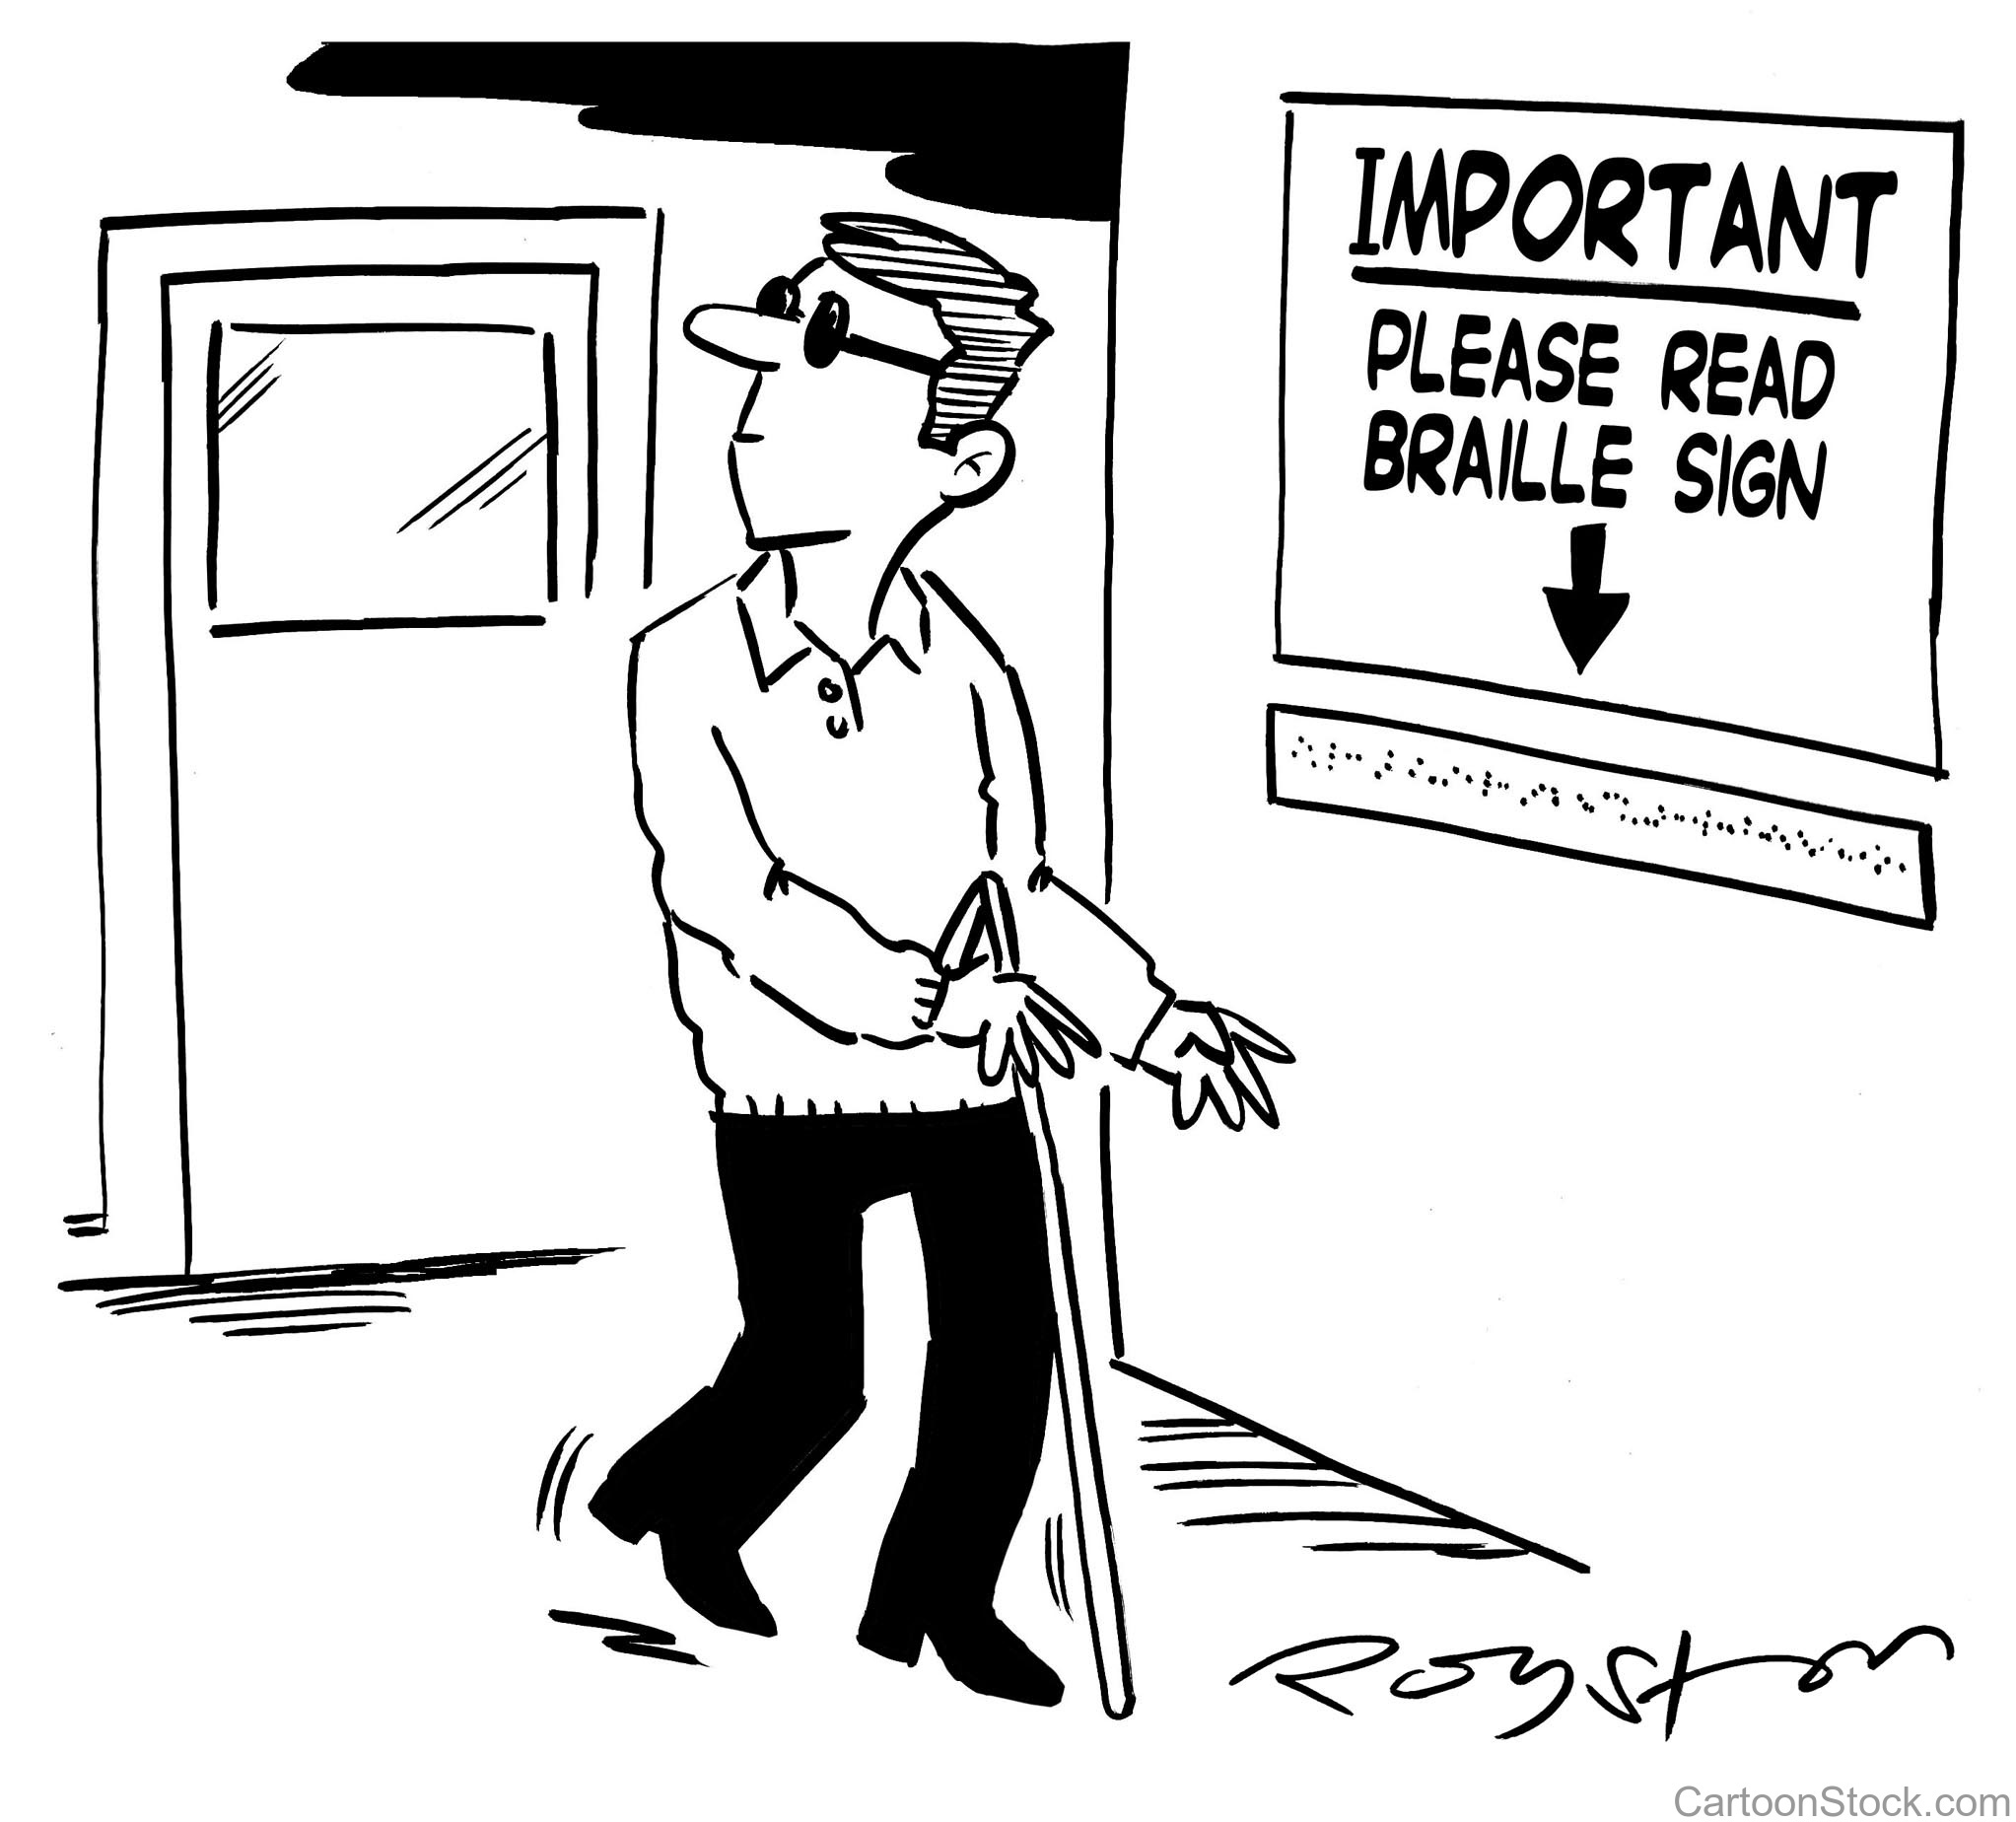 IMPORTANT
PLEASE READ
BRAILLE SIGN
Royston
CartoonStock.com